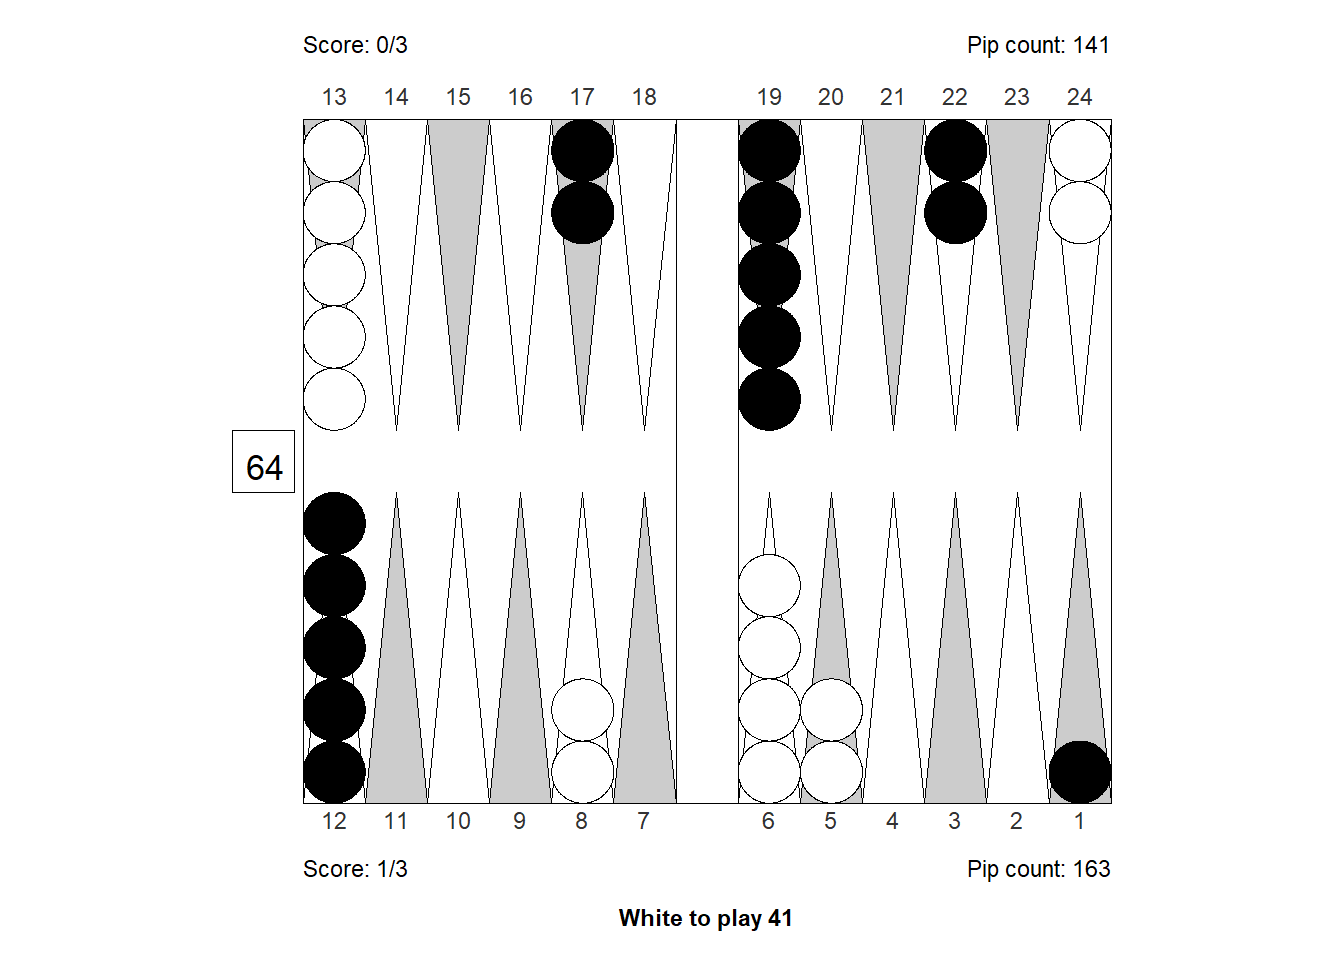 Score: 0/3 Pip count: 141
13 14 15 16 17 18 19 20 21 22 23 24
64
12 11 10 9 8 7 6 5 4 3 2 1
Score: 1/3 Pip count: 163
White to play 41